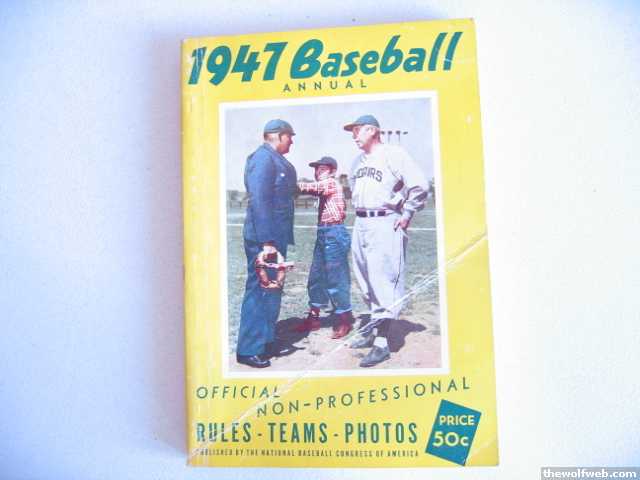 1947 Baseball
ANNUAL
OFFICIAL
NON-PROFESSIONAL
RULES - TEAMS - PHOTOS
PUBLISHED BY THE NATIONAL BASEBALL CONGRESS OF AMERICA
PRICE
50c
thewolfweb.com